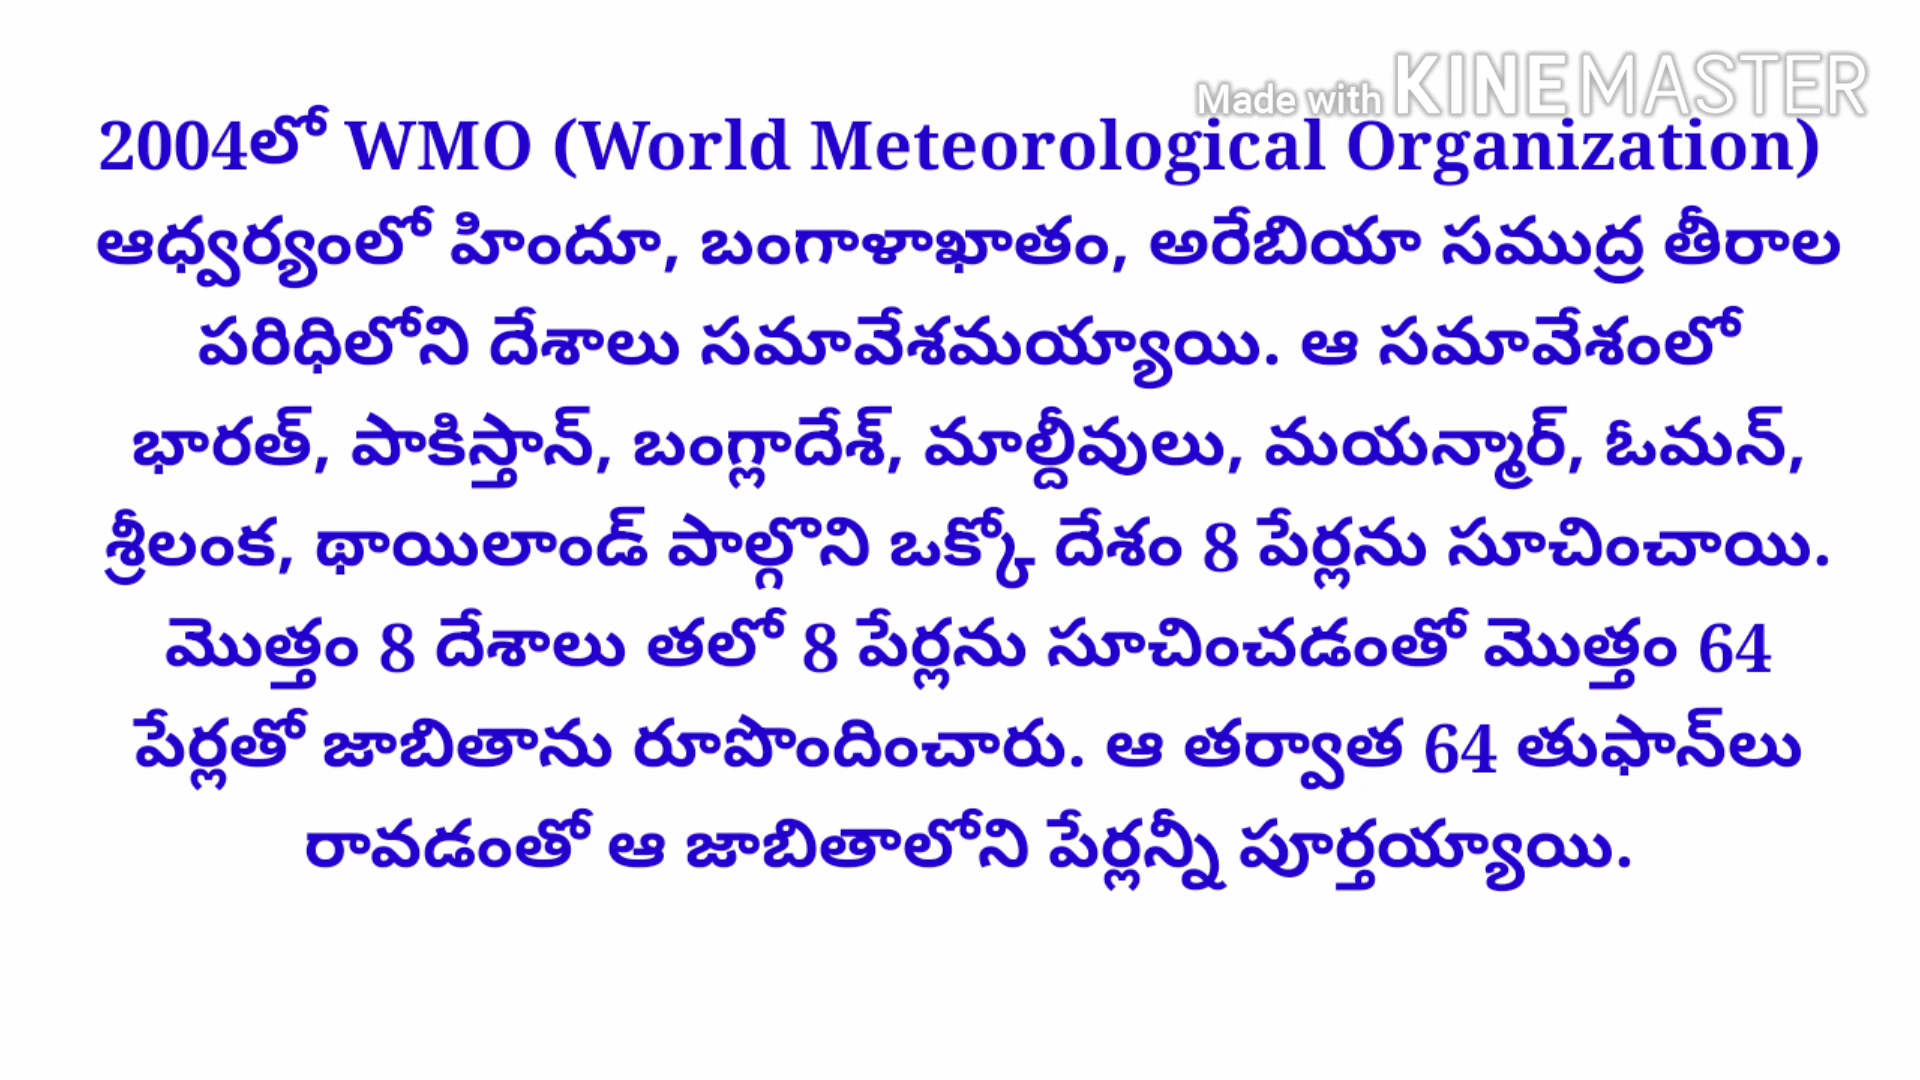 Made with KINEMASTER
2004లో WMO (World Meteorological Organization)
ఆధ్వర్యంలో హిందూ, బంగాళాఖాతం, అరేబియా సముద్ర తీరాల
పరిధిలోని దేశాలు సమావేశమయ్యాయి. ఆ సమావేశంలో
భారత్, పాకిస్తాన్, బంగ్లాదేశ్, మాల్దీవులు, మయన్మార్, ఓమన్,
శ్రీలంక, థాయిలాండ్ పాల్గొని ఒక్కో దేశం 8 పేర్లను సూచించాయి.
మొత్తం 8 దేశాలు తలో 8 పేర్లను సూచించడంతో మొత్తం 64
పేర్లతో జాబితాను రూపొందించారు. ఆ తర్వాత 64 తుఫాన్‌లు
రావడంతో ఆ జాబితాలోని పేర్లన్నీ పూర్తయ్యాయి.